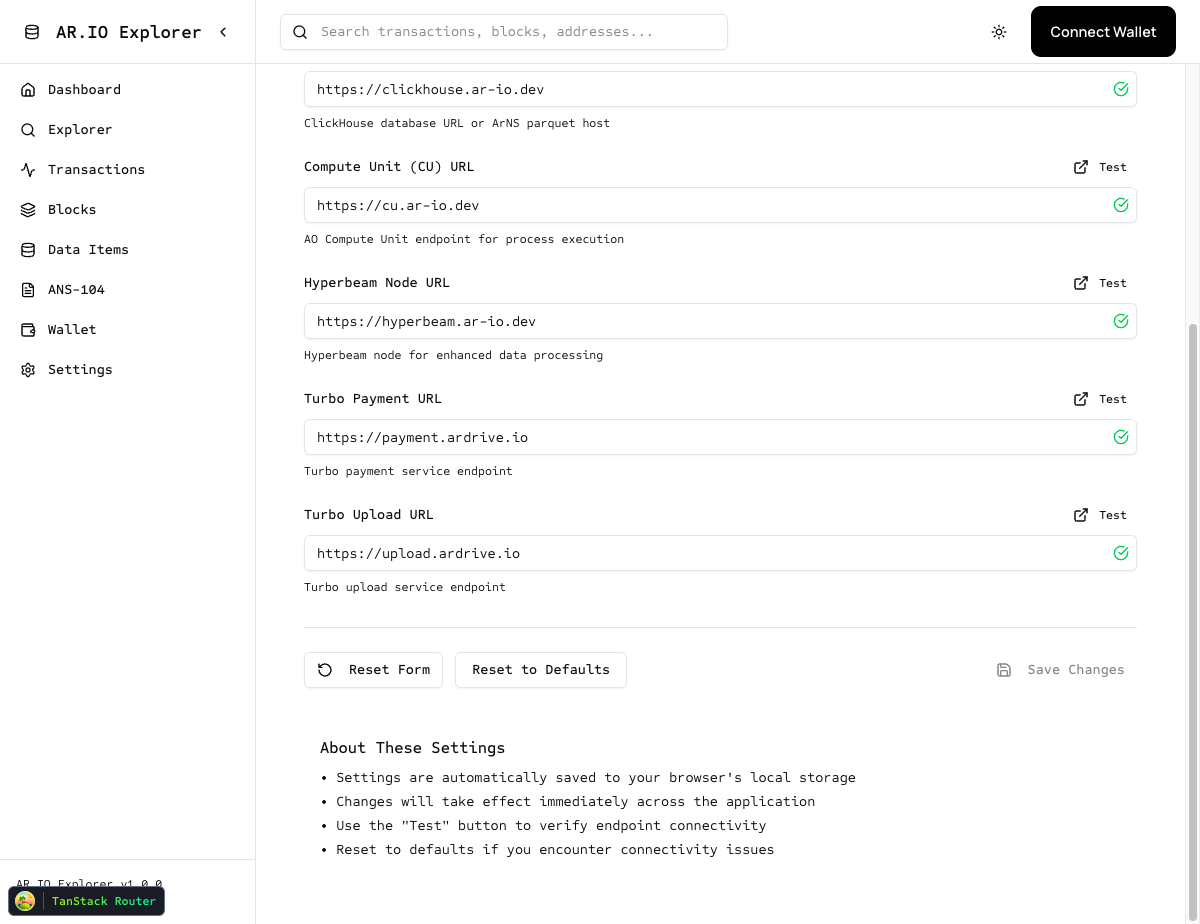 AR.IO Explorer
Search transactions, blocks, addresses...
Connect Wallet
Dashboard
Explorer
Transactions
Blocks
Data Items
ANS-104
Wallet
Settings
https://clickhouse.ar-io.dev
ClickHouse database URL or ArNS parquet host
Compute Unit (CU) URL
Test
https://cu.ar-io.dev
AO Compute Unit endpoint for process execution
Hyperbeam Node URL
Test
https://hyperbeam.ar-io.dev
Hyperbeam node for enhanced data processing
Turbo Payment URL
Test
https://payment.ardrive.io
Turbo payment service endpoint
Turbo Upload URL
Test
https://upload.ardrive.io
Turbo upload service endpoint
Reset Form
Reset to Defaults
Save Changes
About These Settings
• Settings are automatically saved to your browser's local storage
• Changes will take effect immediately across the application
• Use the "Test" button to verify endpoint connectivity
• Reset to defaults if you encounter connectivity issues
AR.IO Explorer v1.0.0
TanStack Router